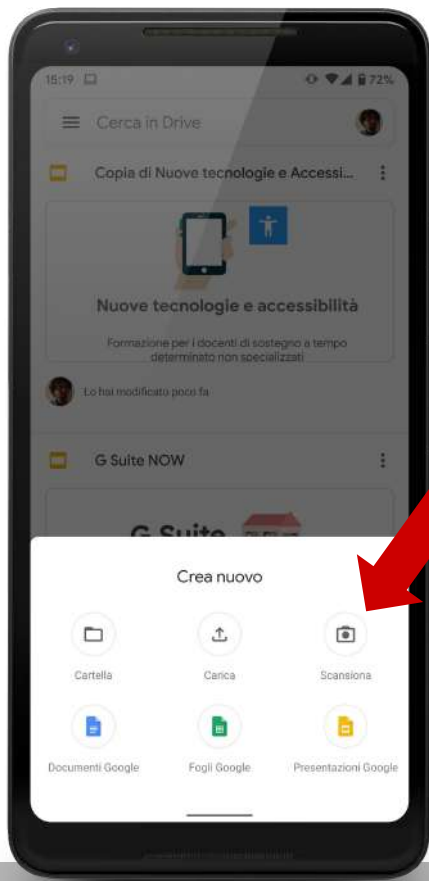 15:19
72%
Cerca in Drive
Copia di Nuove tecnologie e Accessi...
Nuove tecnologie e accessibilità
Formazione per i docenti di sostegno a tempo
determinato non specializzati
Lo hai modificato poco fa
G Suite NOW
G Suite
Crea nuovo
Cartella
Carica
Scansiona
Documenti Google
Fogli Google
Presentazioni Google